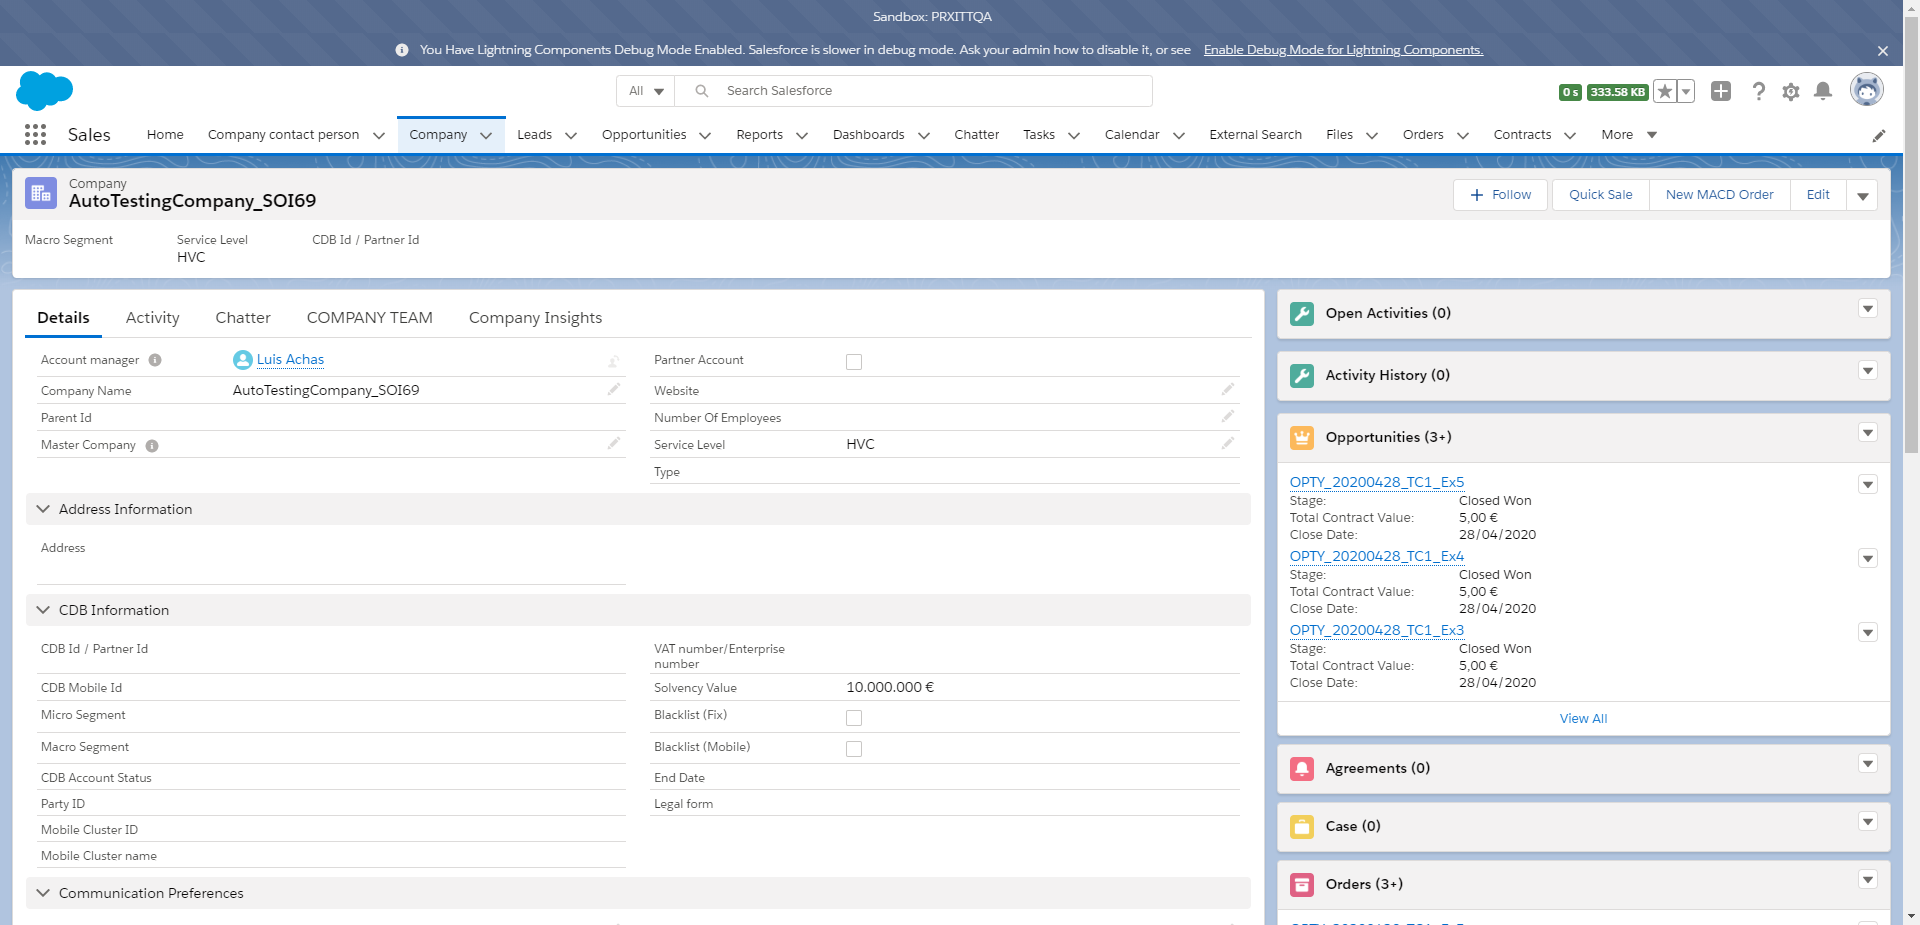 Sandbox: PRXITTQA
You Have Lightning Components Debug Mode Enabled. Salesforce is slower in debug mode. Ask your admin how to disable it, or see Enable Debug Mode for Lightning Components.
All
Search Salesforce
0 s
333.58 KB
Sales
Home
Company contact person
Company
Leads
Opportunities
Reports
Dashboards
Chatter
Tasks
Calendar
External Search
Files
Orders
Contracts
More
Company
AutoTestingCompany_SOI69
Follow
Quick Sale
New MACD Order
Edit
Macro Segment
Service Level
HVC
CDB Id / Partner Id
Details
Activity
Chatter
COMPANY TEAM
Company Insights
Account manager
Luis Achas
Company Name
AutoTestingCompany_SOI69
Parent Id
Master Company
Partner Account
Website
Number Of Employees
Service Level
HVC
Type
Address Information
Address
CDB Information
CDB Id / Partner Id
CDB Mobile Id
Micro Segment
Macro Segment
CDB Account Status
Party ID
Mobile Cluster ID
Mobile Cluster name
VAT number/Enterprise
number
Solvency Value
10.000.000 €
Blacklist (Fix)
Blacklist (Mobile)
End Date
Legal form
Communication Preferences
Open Activities (0)
Activity History (0)
Opportunities (3+)
OPTY_20200428_TC1_Ex5
Stage: Closed Won
Total Contract Value: 5,00 €
Close Date: 28/04/2020
OPTY_20200428_TC1_Ex4
Stage: Closed Won
Total Contract Value: 5,00 €
Close Date: 28/04/2020
OPTY_20200428_TC1_Ex3
Stage: Closed Won
Total Contract Value: 5,00 €
Close Date: 28/04/2020
View All
Agreements (0)
Case (0)
Orders (3+)